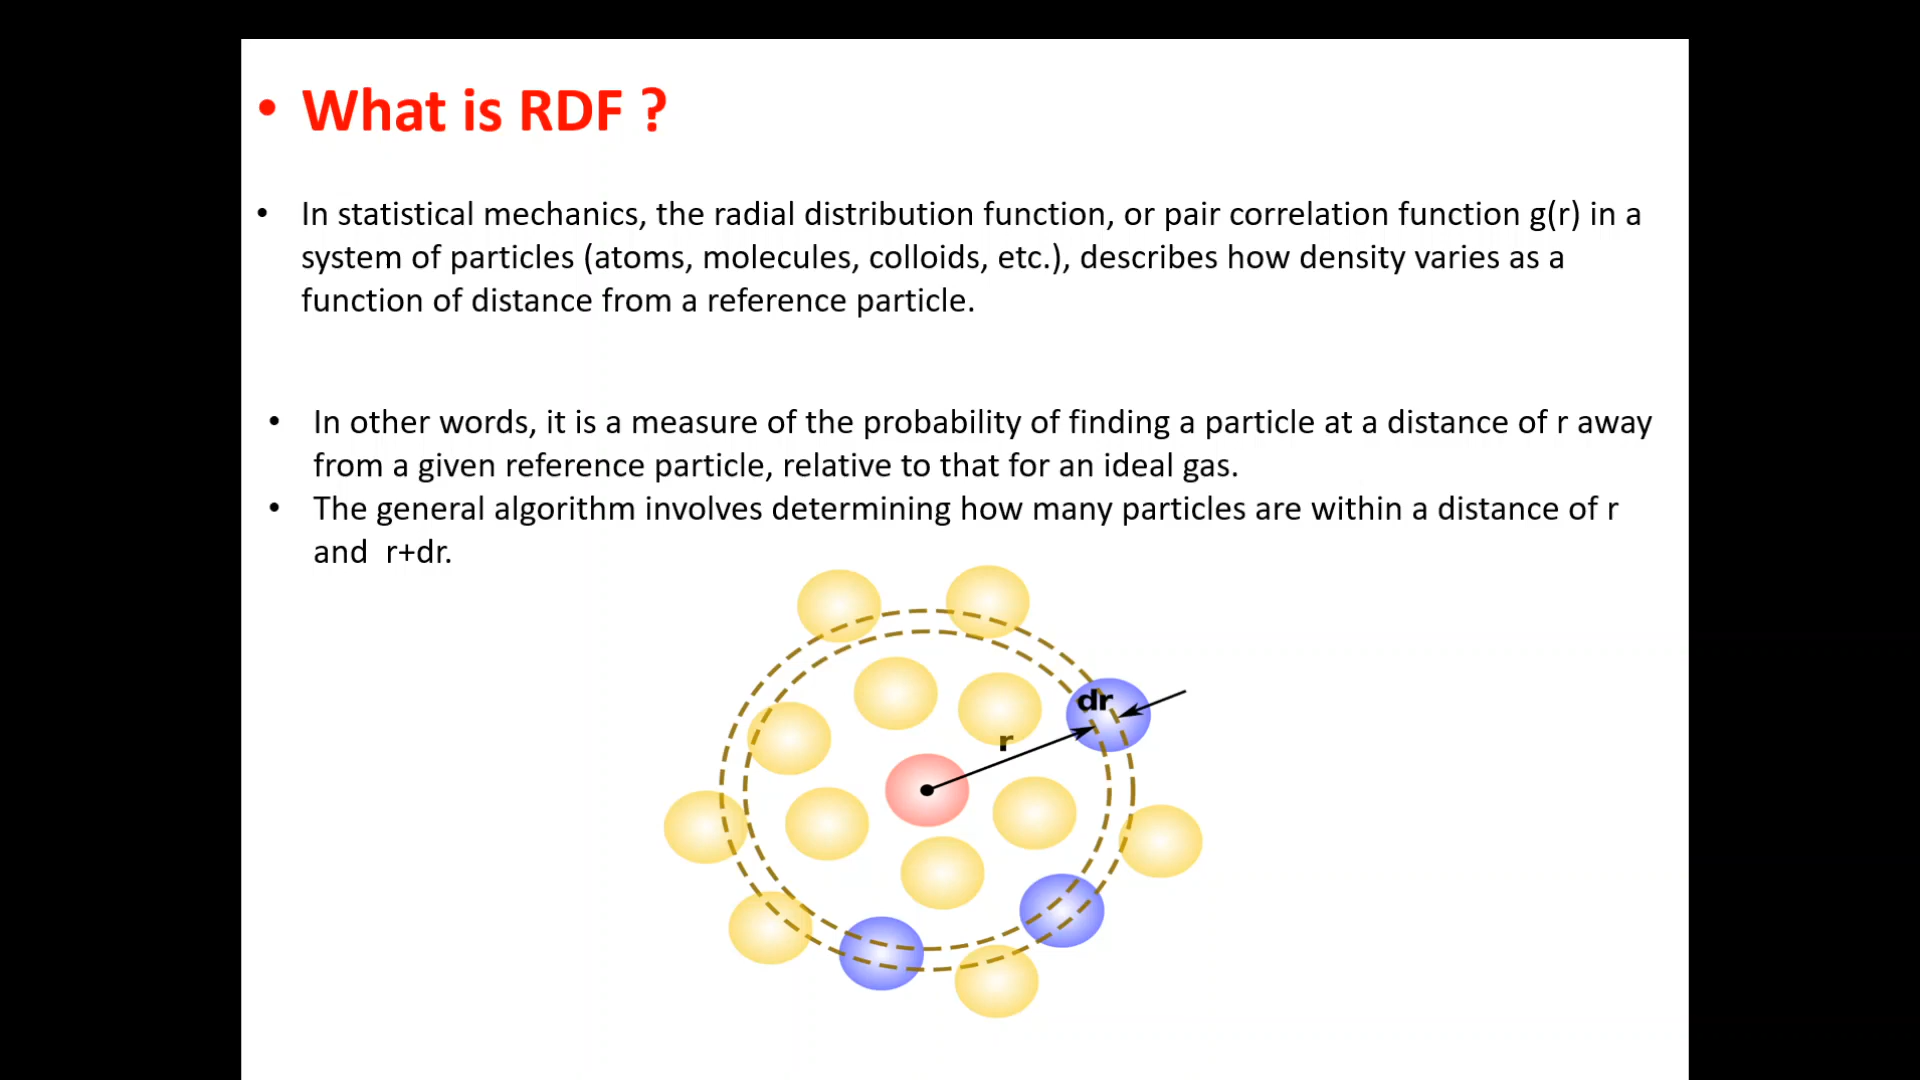 • What is RDF ?
• In statistical mechanics, the radial distribution function, or pair correlation function g(r) in a
system of particles (atoms, molecules, colloids, etc.), describes how density varies as a
function of distance from a reference particle.
• In other words, it is a measure of the probability of finding a particle at a distance of r away
from a given reference particle, relative to that for an ideal gas.
• The general algorithm involves determining how many particles are within a distance of r
and  r+dr.
dr
r